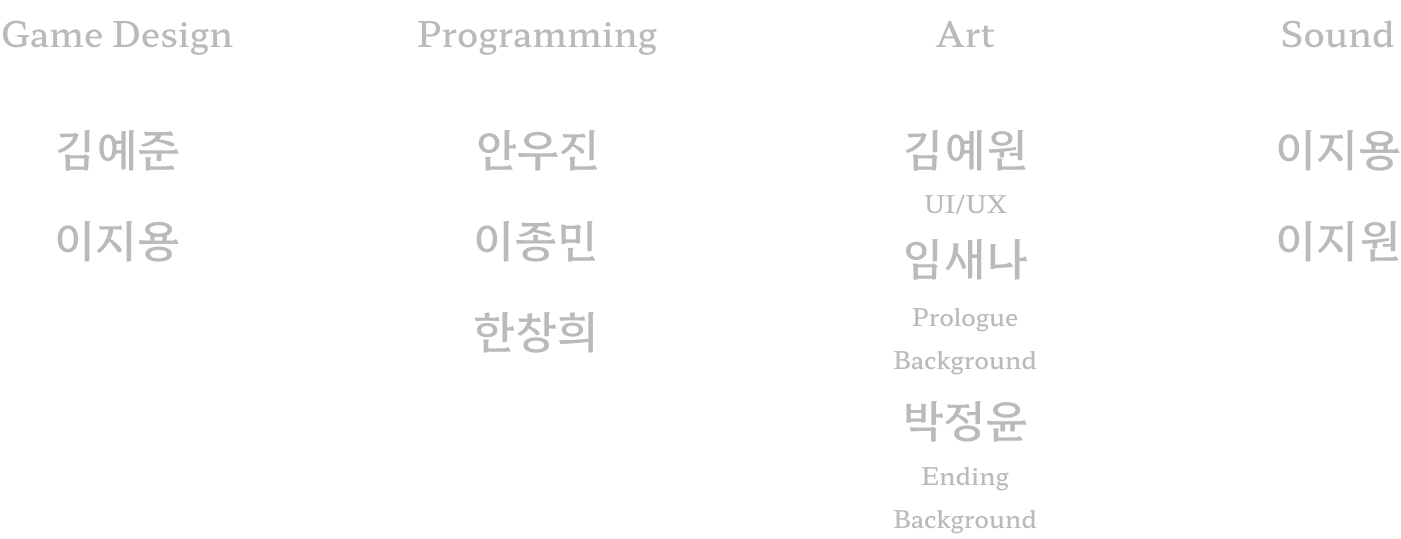 Game Design
김예준
이지용
Programming
안우진
이종민
한창희
Art
김예원
UI/UX
임새나
Prologue
Background
박정윤
Ending
Background
Sound
이지용
이지원